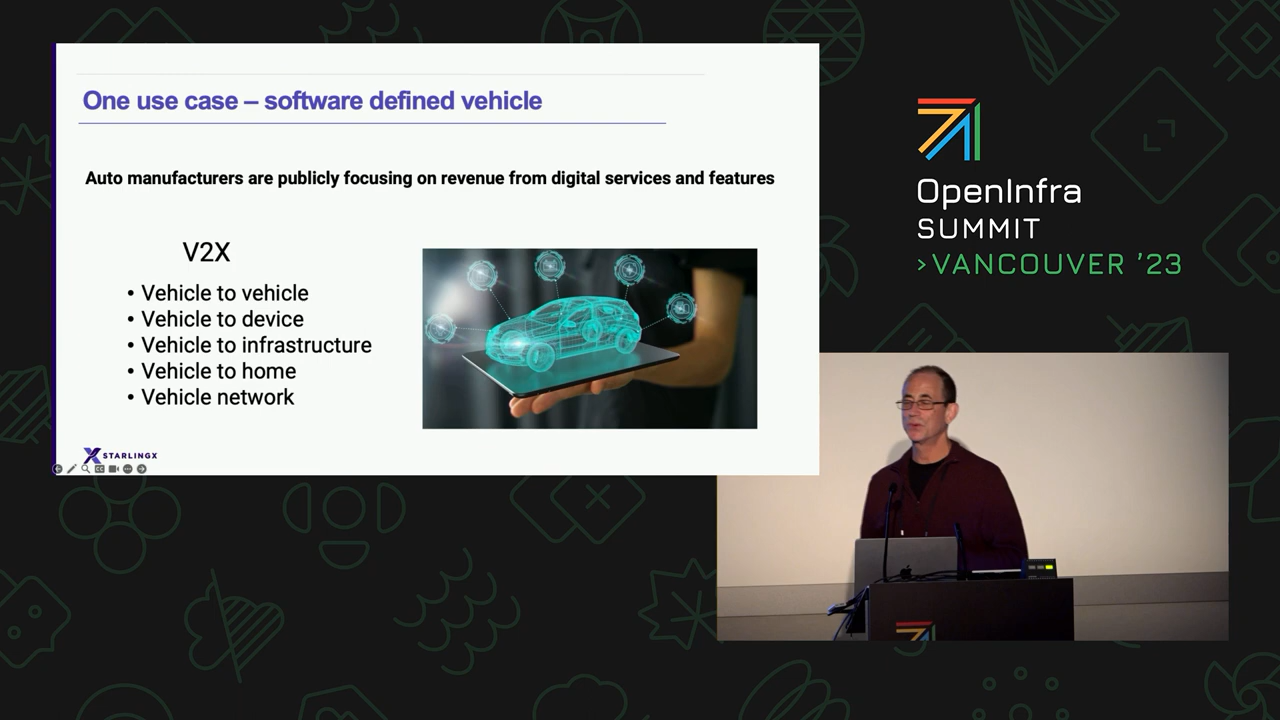 One use case – software defined vehicle
Auto manufacturers are publicly focusing on revenue from digital services and features
V2X
• Vehicle to vehicle
• Vehicle to device
• Vehicle to infrastructure
• Vehicle to home
• Vehicle network
STARLINGX
OpenInfra
SUMMIT
>VANCOUVER ’23